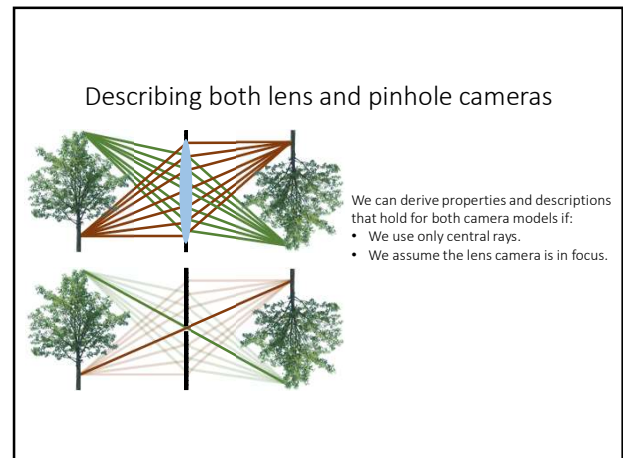 Describing both lens and pinhole cameras
We can derive properties and descriptions
that hold for both camera models if:
• We use only central rays.
• We assume the lens camera is in focus.